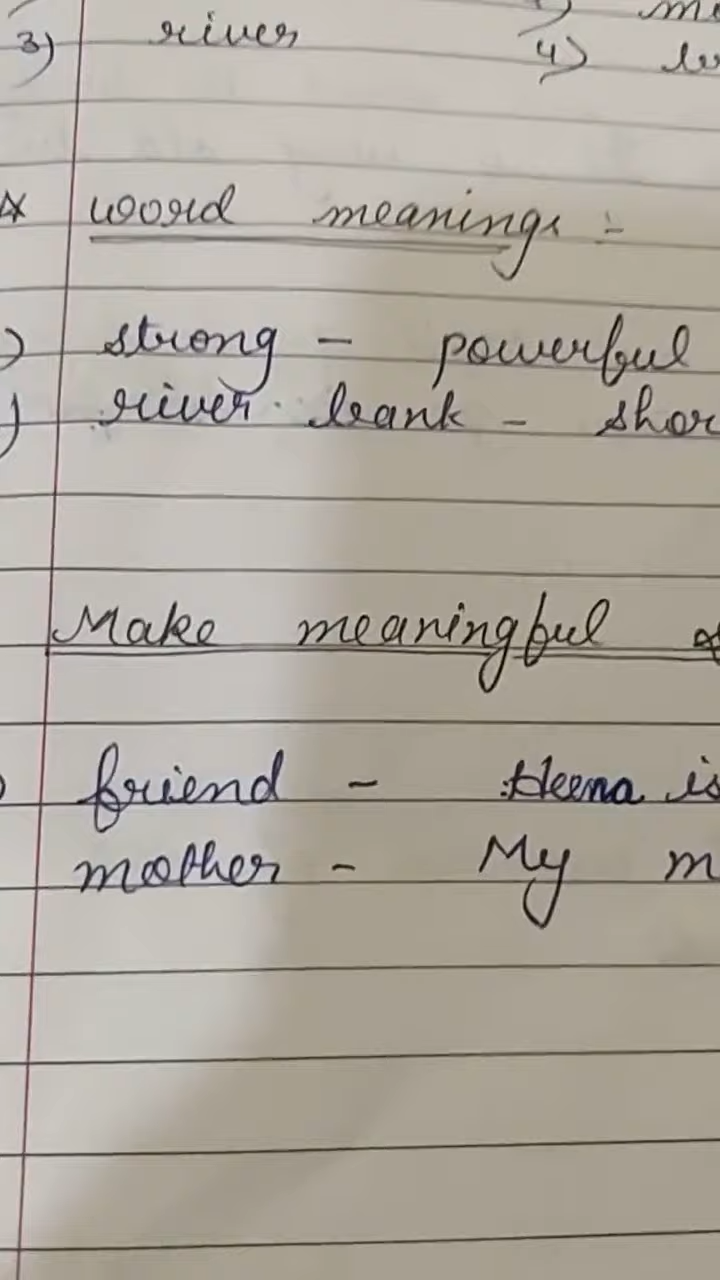 3) river 4)
word meanings :-
strong - powerful
river bank - shor
Make meaningful
friend - Heena is
mother - My m